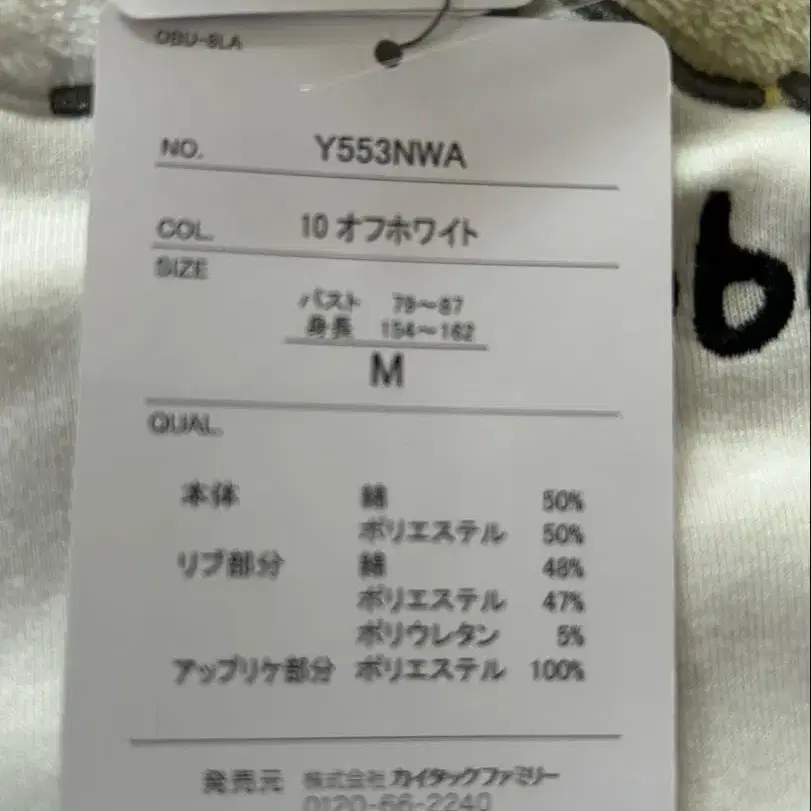 OBU-8LA
NO. Y553NWA
COL. 10 オフホワイト
SIZE
バスト 79～87
身長 154～162
M
QUAL.
本体 綿 50%
ポリエステル 50%
リブ部分 綿 48%
ポリエステル 47%
ポリウレタン 5%
アップリケ部分 ポリエステル 100%
発売元 株式会社カイタックファミリー
0120-56-2240